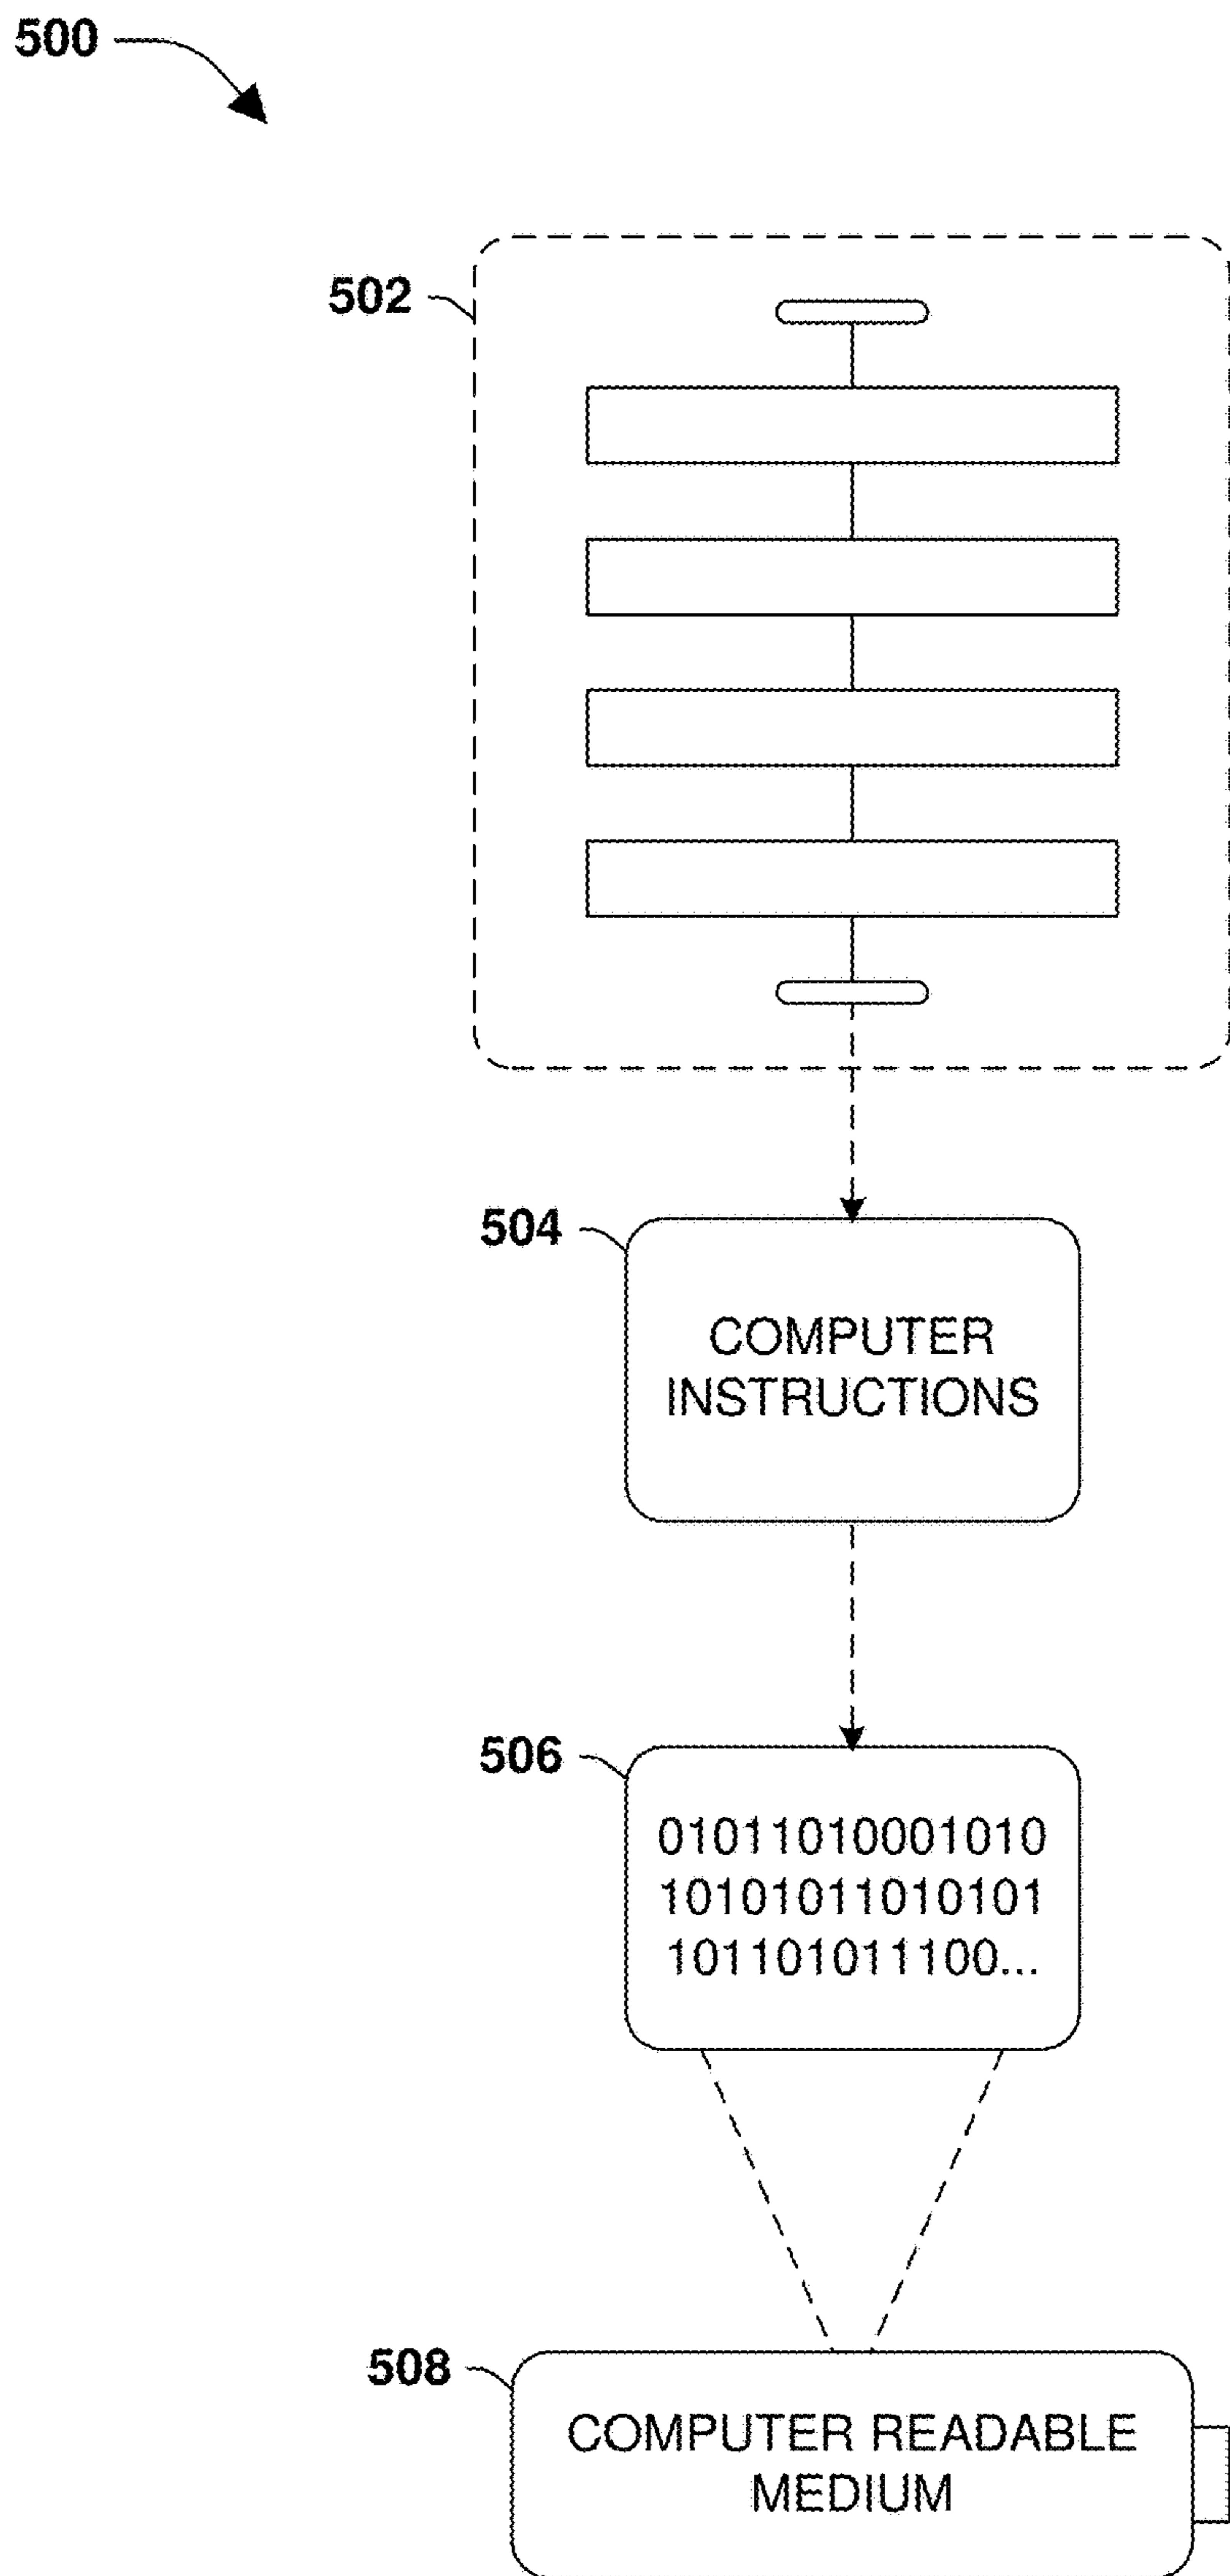 500
502
504
COMPUTER
INSTRUCTIONS
506
01011010001010
10101011010101
101101011100...
508
COMPUTER READABLE
MEDIUM